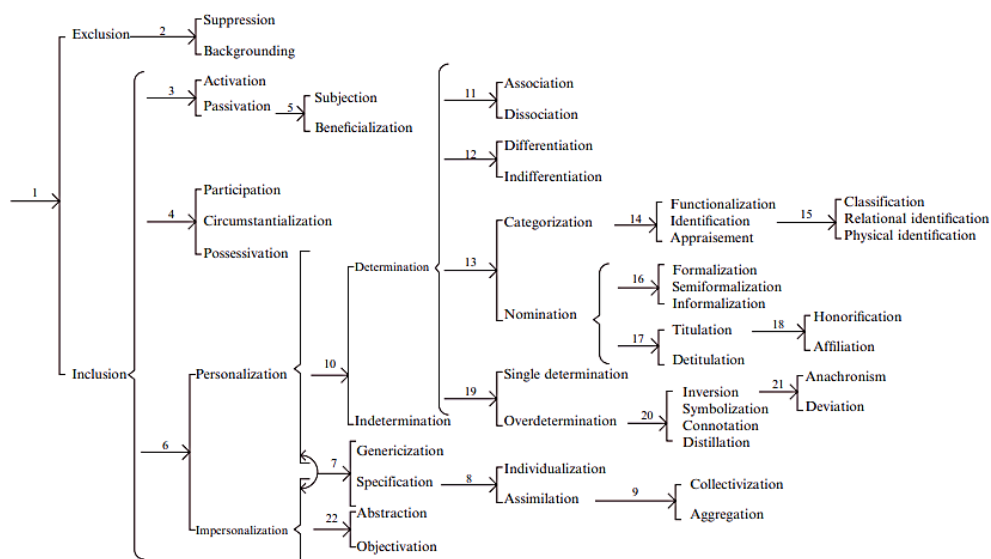 Suppression
Exclusion 2
Backgrounding
Activation
3
Passivation 5 Subjection
Beneficialization
11 Association
Dissociation
12 Differentiation
Indifferentiation
1
Participation
4 Circumstantialization
Possessivation
Categorization 14 Functionalization
Identification 15 Classification
Appraisement Relational identification
Physical identification
Determination 13
16 Formalization
Semiformalization
Informalization
Nomination
17 Titulation 18 Honorification
Detitulation Affiliation
Inclusion
Personalization 10
19 Single determination
Indetermination Overdetermination 20 Inversion 21 Anachronism
Symbolization Deviation
Connotation
Distillation
6
7 Genericization
Specification 8 Individualization
Assimilation 9 Collectivization
Aggregation
Impersonalization 22 Abstraction
Objectivation